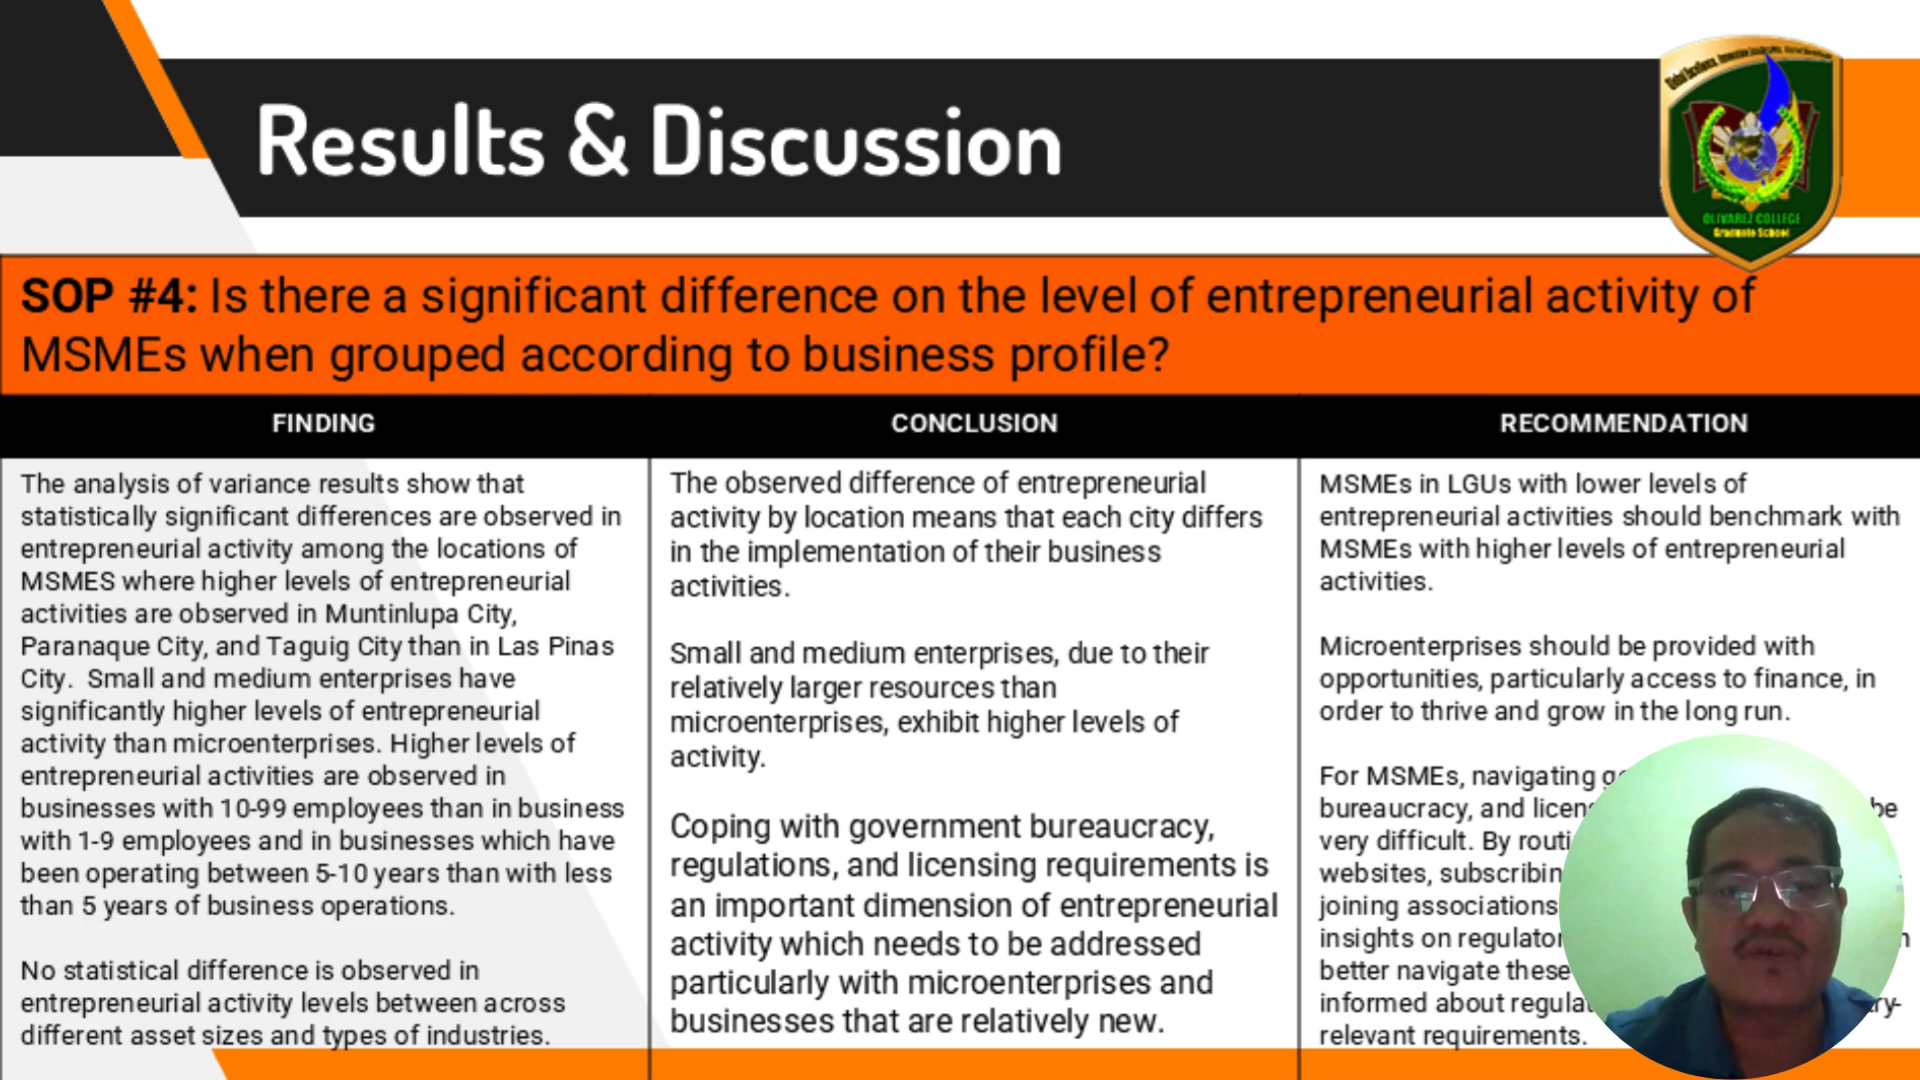 Results & Discussion
OLIVAREZ COLLEGE
Graduate School
SOP #4: Is there a significant difference on the level of entrepreneurial activity of
MSMEs when grouped according to business profile?
FINDING
The analysis of variance results show that
statistically significant differences are observed in
entrepreneurial activity among the locations of
MSMES where higher levels of entrepreneurial
activities are observed in Muntinlupa City,
Paranaque City, and Taguig City than in Las Pinas
City.  Small and medium enterprises have
significantly higher levels of entrepreneurial
activity than microenterprises. Higher levels of
entrepreneurial activities are observed in
businesses with 10-99 employees than in business
with 1-9 employees and in businesses which have
been operating between 5-10 years than with less
than 5 years of business operations.
No statistical difference is observed in
entrepreneurial activity levels between across
different asset sizes and types of industries.
CONCLUSION
The observed difference of entrepreneurial
activity by location means that each city differs
in the implementation of their business
activities.
Small and medium enterprises, due to their
relatively larger resources than
microenterprises, exhibit higher levels of
activity.
Coping with government bureaucracy,
regulations, and licensing requirements is
an important dimension of entrepreneurial
activity which needs to be addressed
particularly with microenterprises and
businesses that are relatively new.
RECOMMENDATION
MSMEs in LGUs with lower levels of
entrepreneurial activities should benchmark with
MSMEs with higher levels of entrepreneurial
activities.
Microenterprises should be provided with
opportunities, particularly access to finance, in
order to thrive and grow in the long run.
For MSMEs, navigating
bureaucracy, and be
very difficult. By
websites,
joining associations
insights on
better navigate these
informed about
relevant requirements.